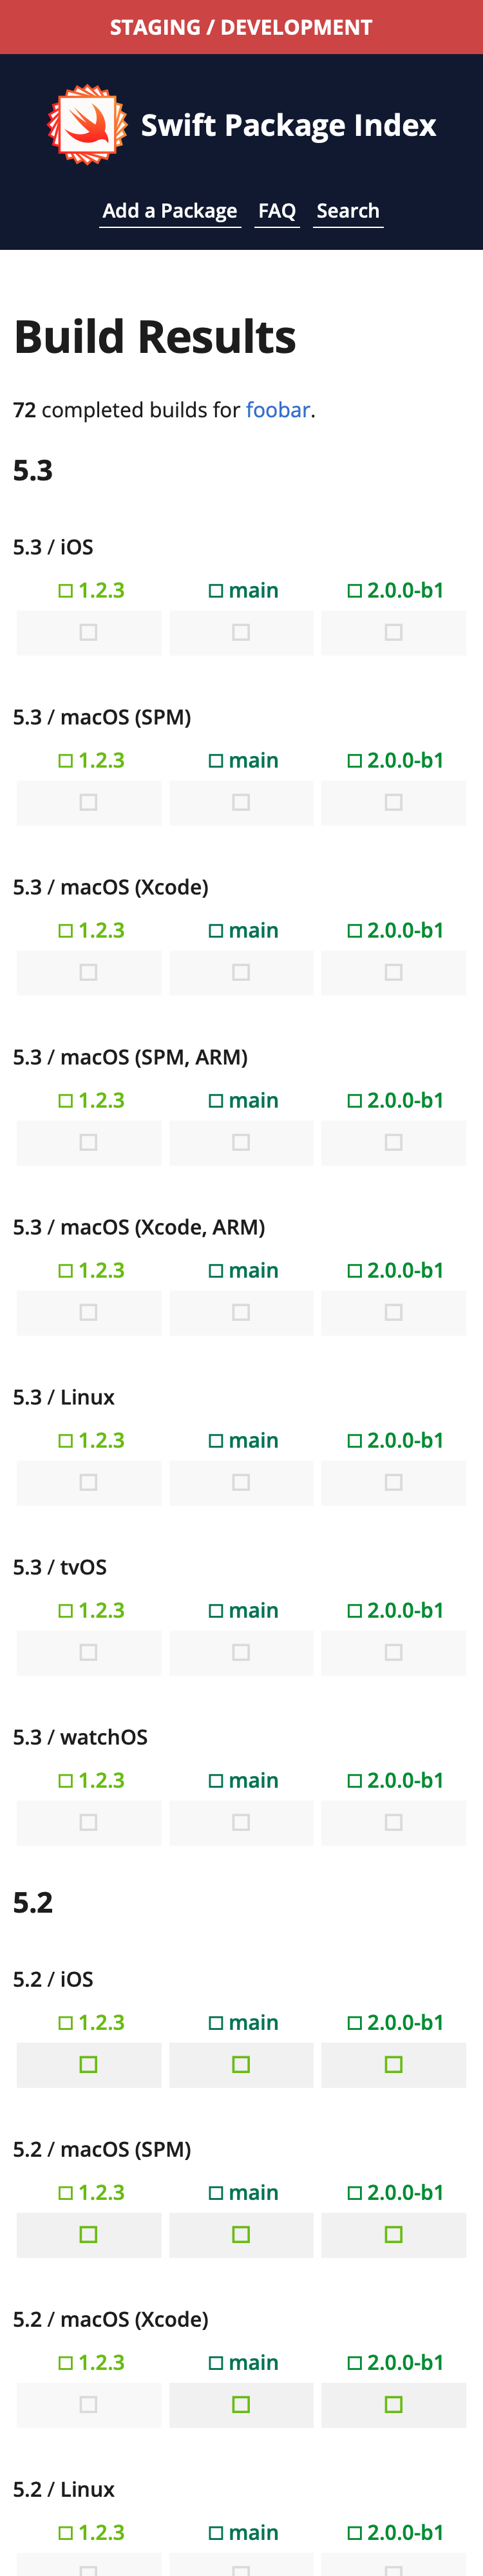 STAGING / DEVELOPMENT
Swift Package Index
Add a Package FAQ Search
Build Results
72 completed builds for foobar.
5.3
5.3 / iOS
1.2.3 main 2.0.0-b1
5.3 / macOS (SPM)
1.2.3 main 2.0.0-b1
5.3 / macOS (Xcode)
1.2.3 main 2.0.0-b1
5.3 / macOS (SPM, ARM)
1.2.3 main 2.0.0-b1
5.3 / macOS (Xcode, ARM)
1.2.3 main 2.0.0-b1
5.3 / Linux
1.2.3 main 2.0.0-b1
5.3 / tvOS
1.2.3 main 2.0.0-b1
5.3 / watchOS
1.2.3 main 2.0.0-b1
5.2
5.2 / iOS
1.2.3 main 2.0.0-b1
5.2 / macOS (SPM)
1.2.3 main 2.0.0-b1
5.2 / macOS (Xcode)
1.2.3 main 2.0.0-b1
5.2 / Linux
1.2.3 main 2.0.0-b1